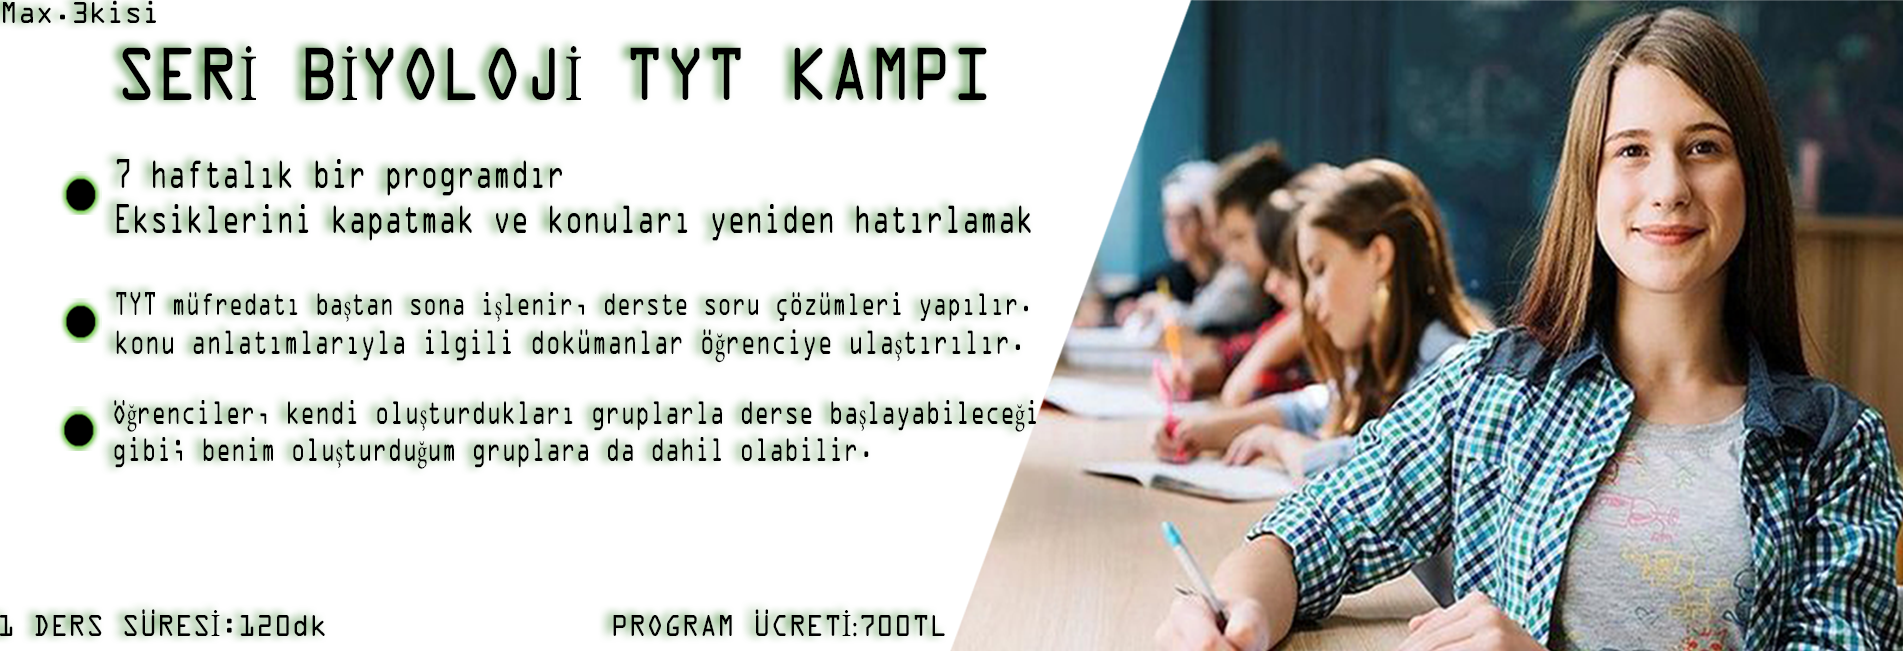 Max.3kisi
SERİ BİYOLOJİ TYT KAMPI
7 haftalık bir programdır
Eksiklerini kapatmak ve konuları yeniden hatırlamak
TYT müfredatı baştan sona işlenir, derste soru çözümleri yapılır.
konu anlatımlarıyla ilgili dokümanlar öğrenciye ulaştırılır.
Öğrenciler, kendi oluşturdukları gruplarla derse başlayabileceği
gibi; benim oluşturduğum gruplara da dahil olabilir.
1 DERS SÜRESİ:120dk
PROGRAM ÜCRETİ:700TL